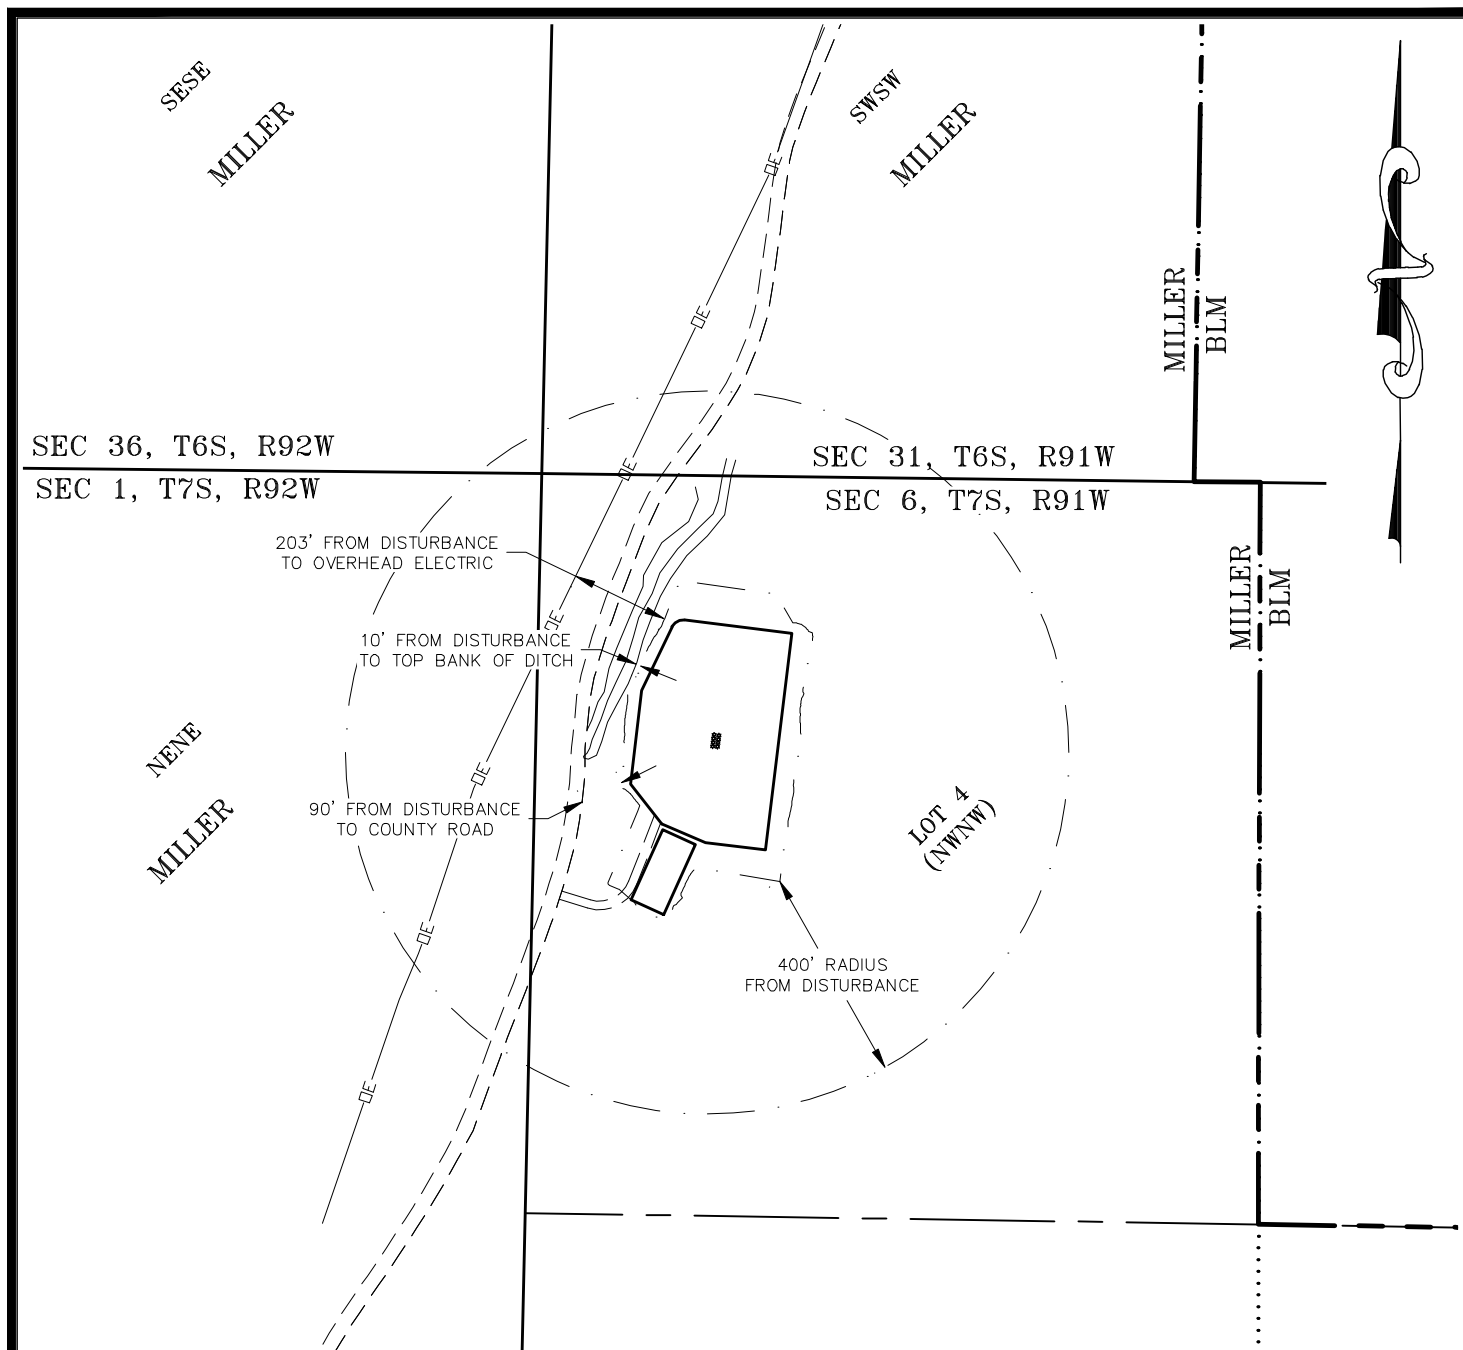 SESE
MILLER
SWSW
MILLER
MILLER
BLM
SEC 36, T6S, R92W
SEC 31, T6S, R91W
SEC 1, T7S, R92W
SEC 6, T7S, R91W
OE
OE
OE
203' FROM DISTURBANCE
TO OVERHEAD ELECTRIC
MILLER
BLM
OE
10' FROM DISTURBANCE
TO TOP BANK OF DITCH
NENE
MILLER
OE
90' FROM DISTURBANCE
TO COUNTY ROAD
LOT 4
(NWNW)
OE
400' RADIUS
FROM DISTURBANCE
OE